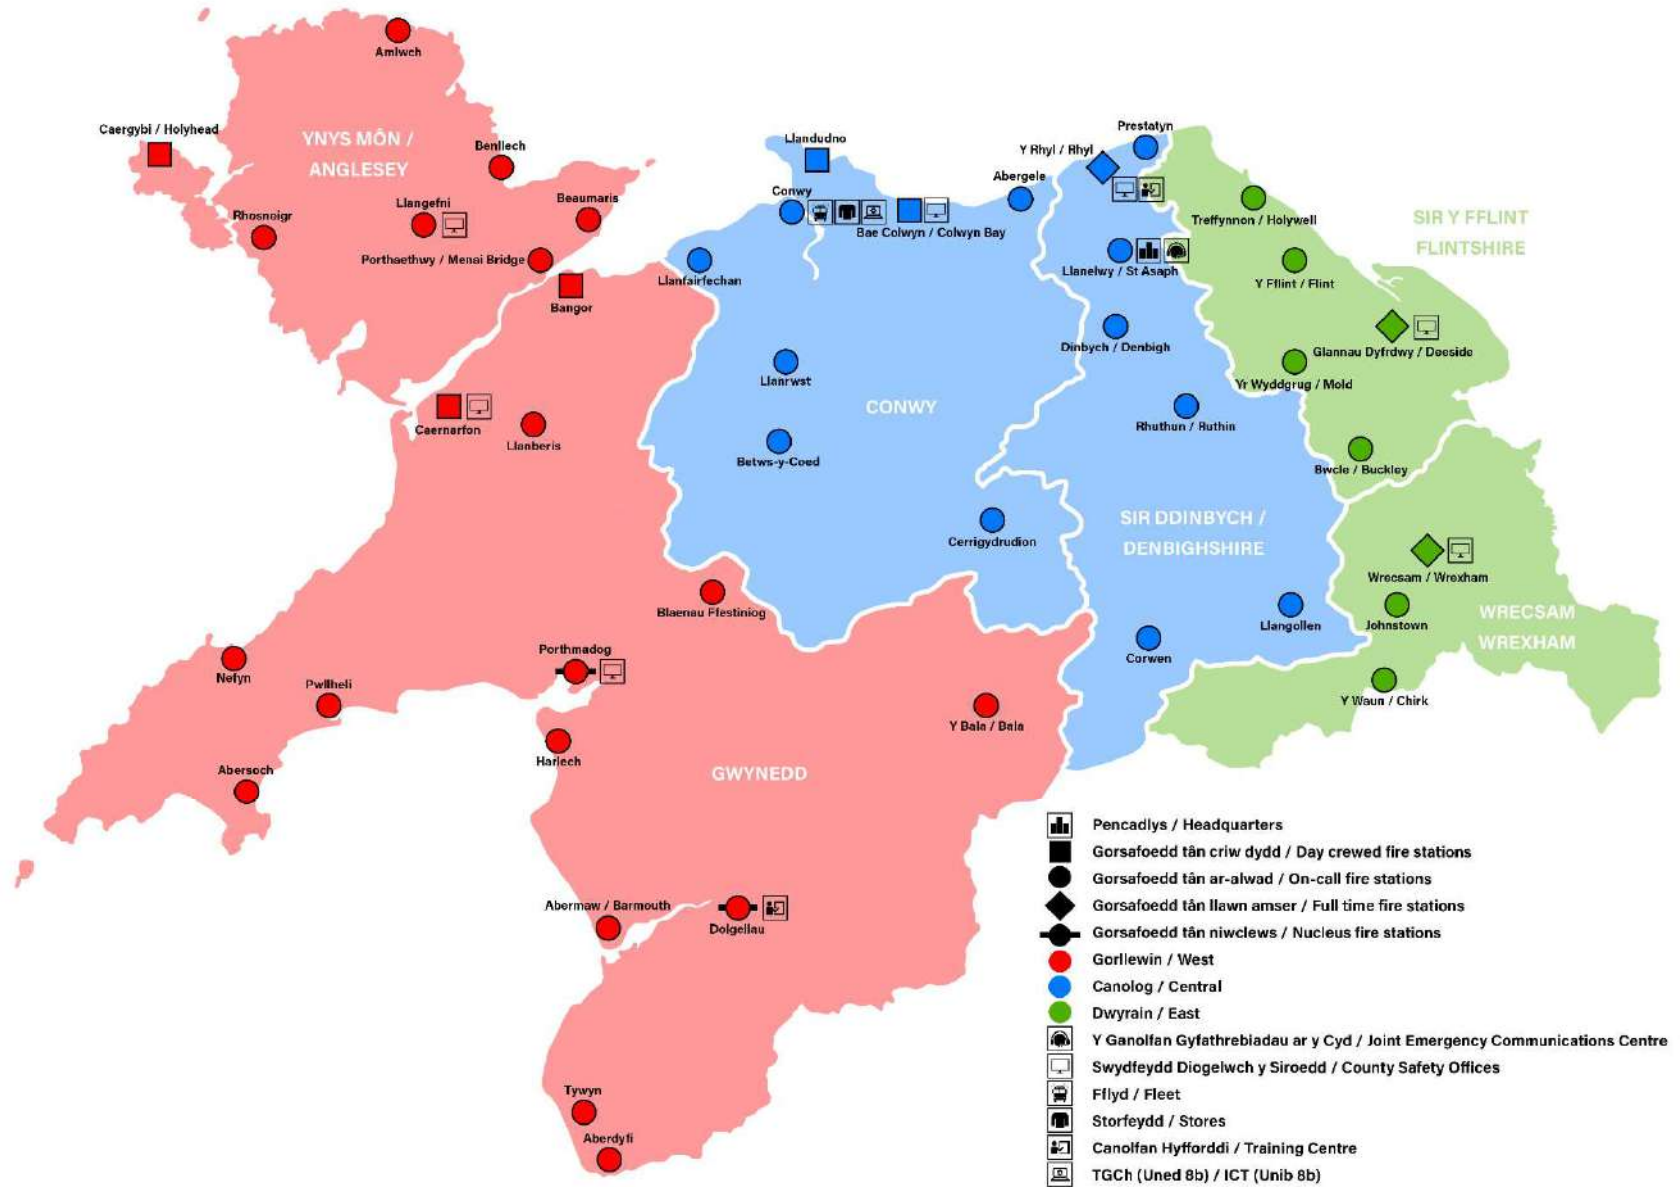 Amlwch
Caergybi / Holyhead
YNYS MÔN /
ANGLESEY
Benllech
Llangefni
Beaumaris
Rhosneigr
Porthaethwy / Menai Bridge
Bangor
Caernarfon
Llanberis
Llandudno
Conwy
Bae Colwyn / Colwyn Bay
Abergele
Llanfairfechan
Llanrwst
CONWY
Betws-y-Coed
Cerrigydrudion
Prestatyn
Y Rhyl / Rhyl
Llanelwy / St Asaph
Dinbych / Denbigh
Rhuthun / Ruthin
SIR DDINBYCH /
DENBIGHSHIRE
Llangollen
Corwen
Treffynnon / Holywell
SIR Y FFLINT
FLINTSHIRE
Y Fflint / Flint
Glannau Dyfrdwy / Deeside
Yr Wyddgrug / Mold
Bwcle / Buckley
Wrecsam / Wrexham
Johnstown
WRECSAM
WREXHAM
Y Waun / Chirk
Blaenau Ffestiniog
Porthmadog
Nefyn
Pwllheli
Y Bala / Bala
Harlech
Abersoch
GWYNEDD
Abermaw / Barmouth
Dolgellau
Tywyn
Aberdyfi
Pencadlys / Headquarters
Gorsafoedd tân criw dydd / Day crewed fire stations
Gorsafoedd tân ar-alwad / On-call fire stations
Gorsafoedd tân llawn amser / Full time fire stations
Gorsafoedd tân niwclews / Nucleus fire stations
Gorllewin / West
Canolog / Central
Dwyrain / East
Y Ganolfan Gyfathrebiadau ar y Cyd / Joint Emergency Communications Centre
Swydfeydd Diogelwch y Siroedd / County Safety Offices
Fflyd / Fleet
Storfeydd / Stores
Canolfan Hyfforddi / Training Centre
TGCh (Uned 8b) / ICT (Unib 8b)